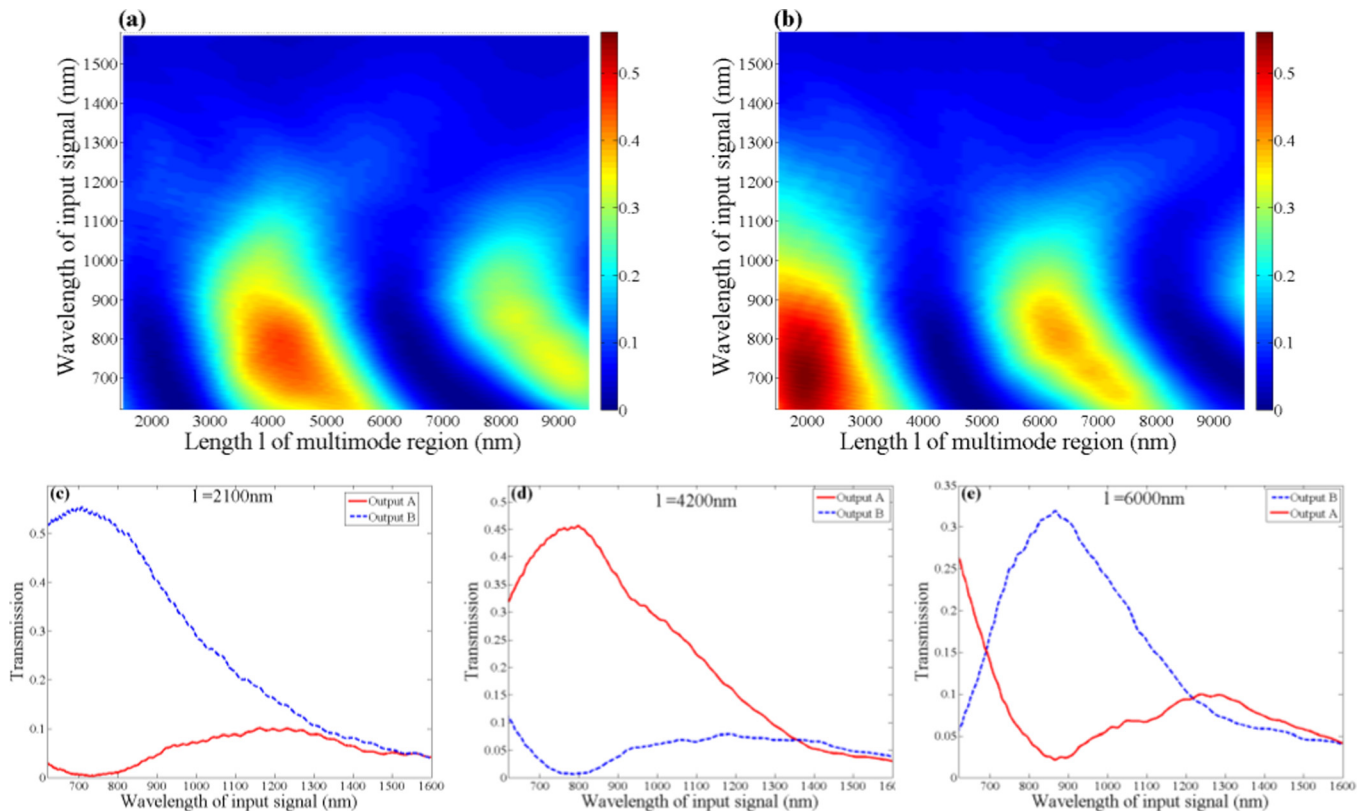 (a)
Wavelength of input signal (nm)
1500
1400
1300
1200
1100
1000
900
800
700
2000 3000 4000 5000 6000 7000 8000 9000
Length l of multimode region (nm)
0.5
0.4
0.3
0.2
0.1
0
(b)
Wavelength of input signal (nm)
1500
1400
1300
1200
1100
1000
900
800
700
2000 3000 4000 5000 6000 7000 8000 9000
Length l of multimode region (nm)
0.5
0.4
0.3
0.2
0.1
0
(c)
l =2100nm
Output A
Output B
Transmission
0.5
0.4
0.3
0.2
0.1
0
700 800 900 1000 1100 1200 1300 1400 1500 1600
Wavelength of input signal (nm)
(d)
l =4200nm
Output A
Output B
Transmission
0.5
0.45
0.4
0.35
0.3
0.25
0.2
0.15
0.1
0.05
0
700 800 900 1000 1100 1200 1300 1400 1500 1600
Wavelength of input signal (nm)
(e)
l =6000nm
Output B
Output A
Transmission
0.35
0.3
0.25
0.2
0.15
0.1
0.05
0
700 800 900 1000 1100 1200 1300 1400 1500 1600
Wavelength of input signal (nm)